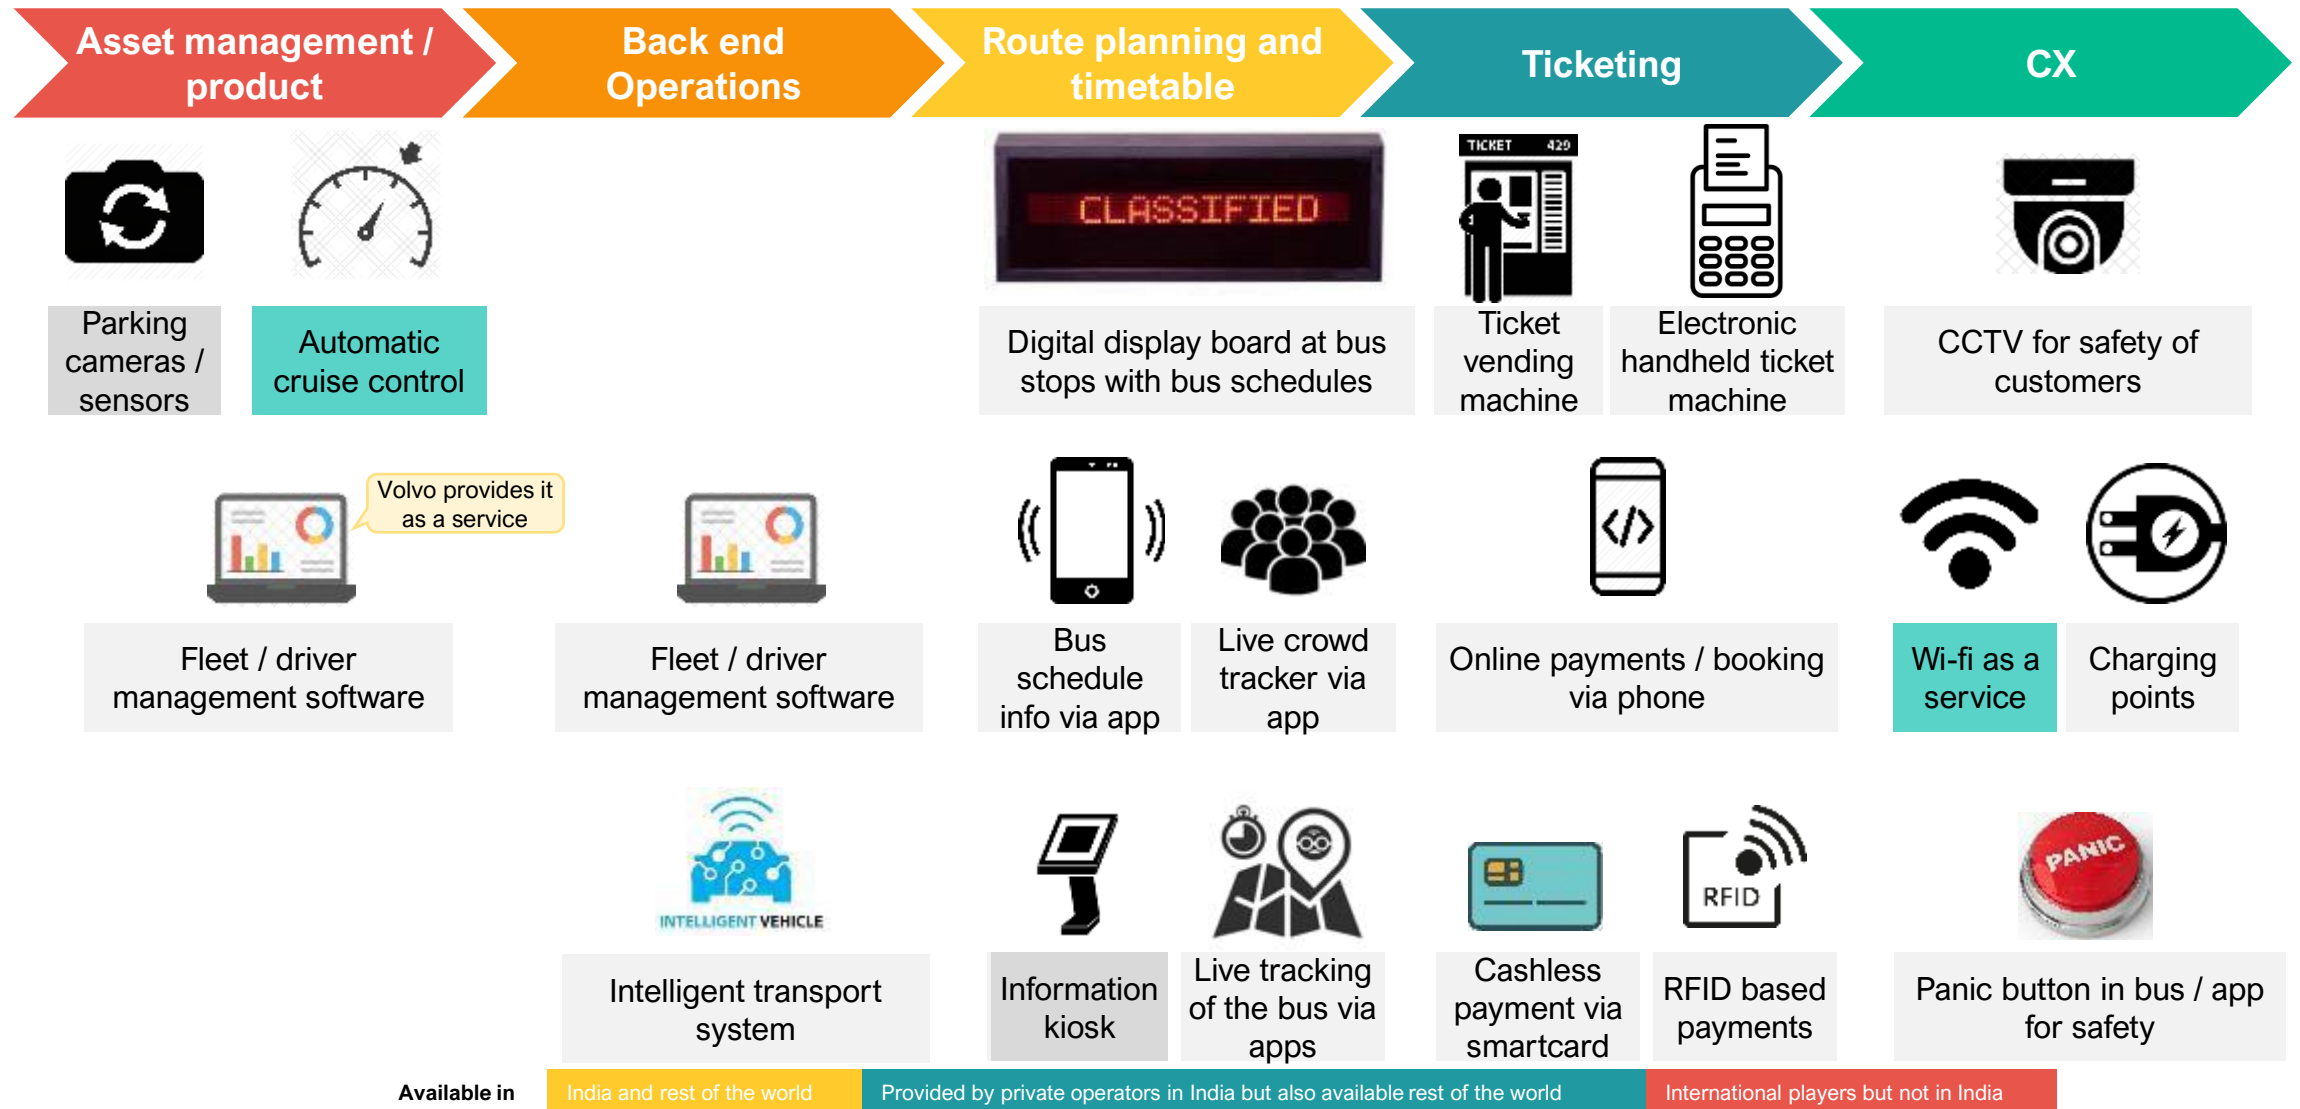 Asset management /
product
Back end
Operations
Route planning and
timetable
Ticketing
CX
CLASSIFIED
TICKET 429
Parking
cameras /
sensors
Automatic
cruise control
Digital display board at bus
stops with bus schedules
Ticket
vending
machine
Electronic
handheld ticket
machine
CCTV for safety of
customers
Volvo provides it
as a service
</>
Fleet / driver
management software
Fleet / driver
management software
Bus
schedule
info via app
Live crowd
tracker via
app
Online payments / booking
via phone
Wi-fi as a
service
Charging
points
INTELLIGENT VEHICLE
RFID
PANIC
Intelligent transport
system
Information
kiosk
Live tracking
of the bus via
apps
Cashless
payment via
smartcard
RFID based
payments
Panic button in bus / app
for safety
Available in
India and rest of the world
Provided by private operators in India but also available rest of the world
International players but not in India